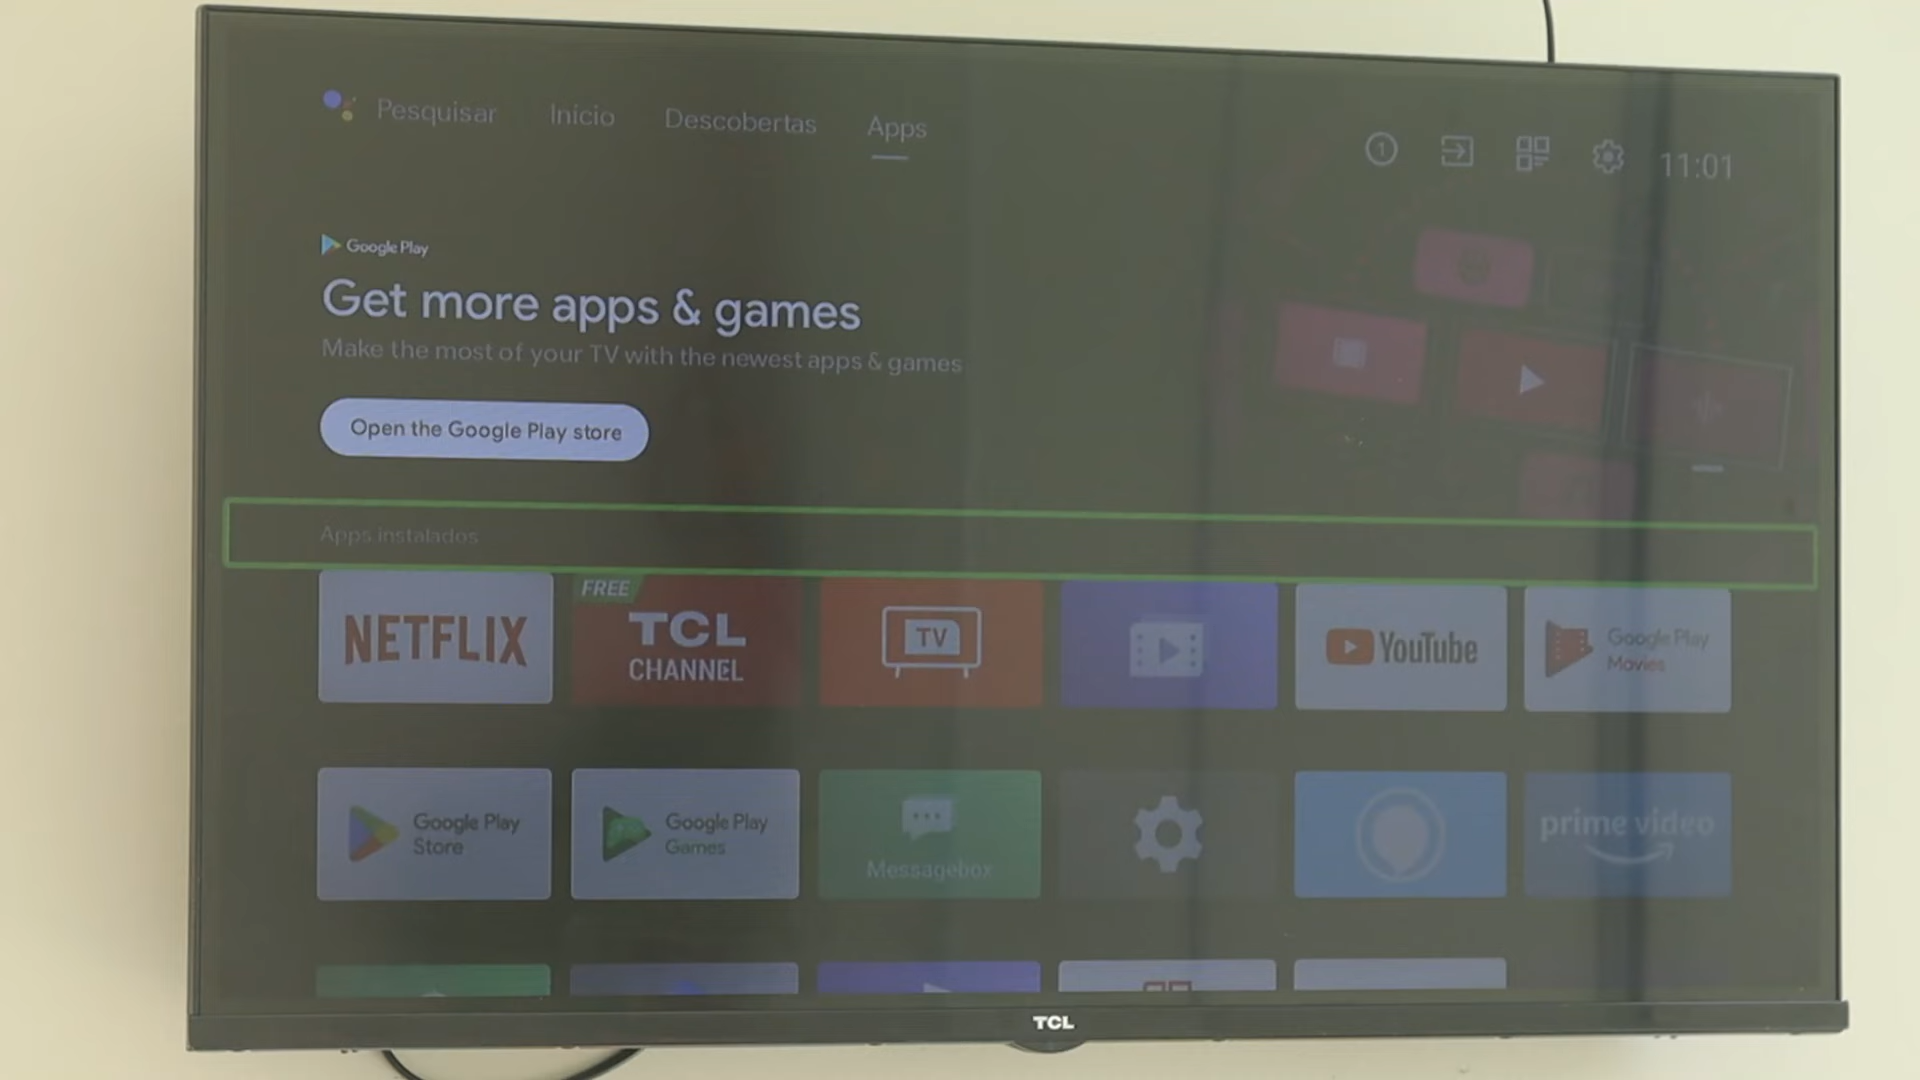 Pesquisar Início Descobertas Apps
1
11:01
Google Play
Get more apps & games
Make the most of your TV with the newest apps & games
Open the Google Play store
Apps instalados
NETFLIX
FREE
TCL
CHANNEL
TV
YouTube
Google Play
Movies
Google Play
Store
Google Play
Games
Messagebox
prime video
TCL